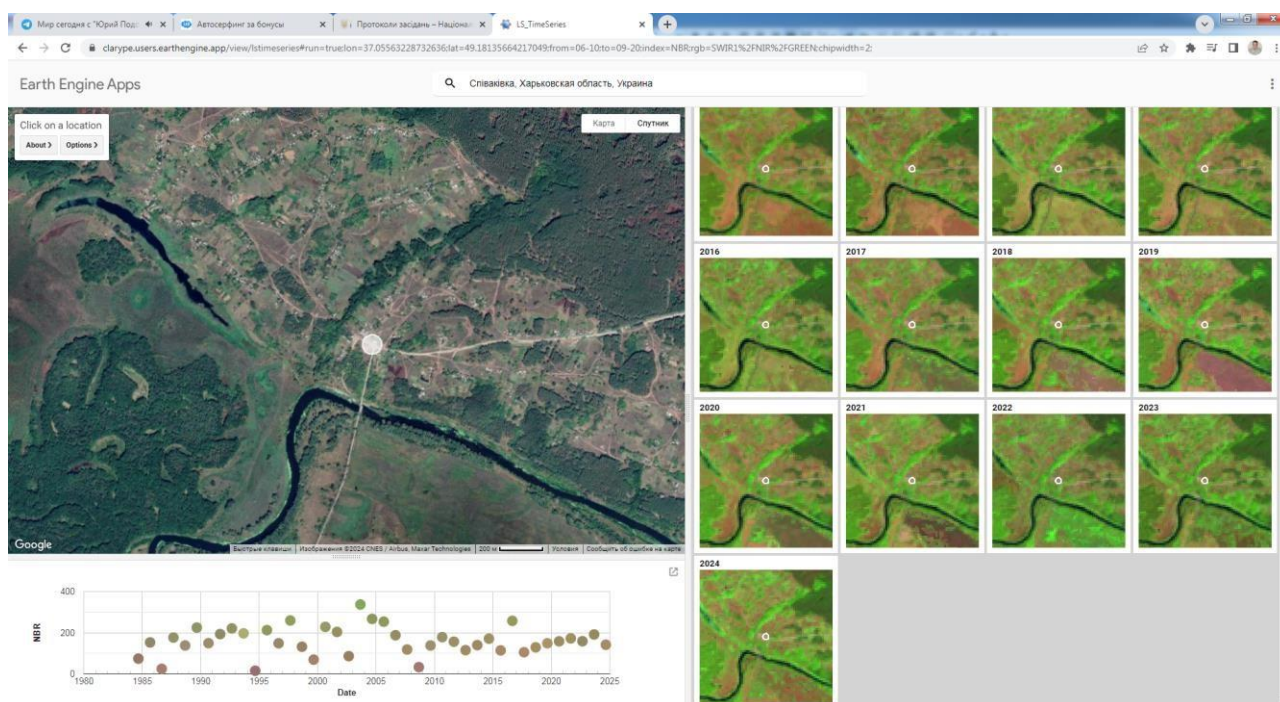 Мир сегодня с "Юрий Подо
Автосерфинг за бонусы
Протоколи засідань – Націонал
LS_TimeSeries
clarype.users.earthengine.app/view/lstimeseries#run=true;lon=37.05563228732636;lat=49.18135664217049;from=06-10;to=09-20;index=NBR;rgb=SWIR1%2FNIR%2FGREEN;chipwidth=2;
Earth Engine Apps
Співаківка, Харьковская область, Украина
Click on a location
About >
Options >
Карта
Спутник
Google
Быстрые клавиши
Изображения ©2024 CNES / Airbus, Maxar Technologies
200 м
Условия
Сообщить об ошибке на карте
2016
2017
2018
2019
2020
2021
2022
2023
2024
400
200
0
NBR
1980
1985
1990
1995
2000
2005
2010
2015
2020
2025
Date